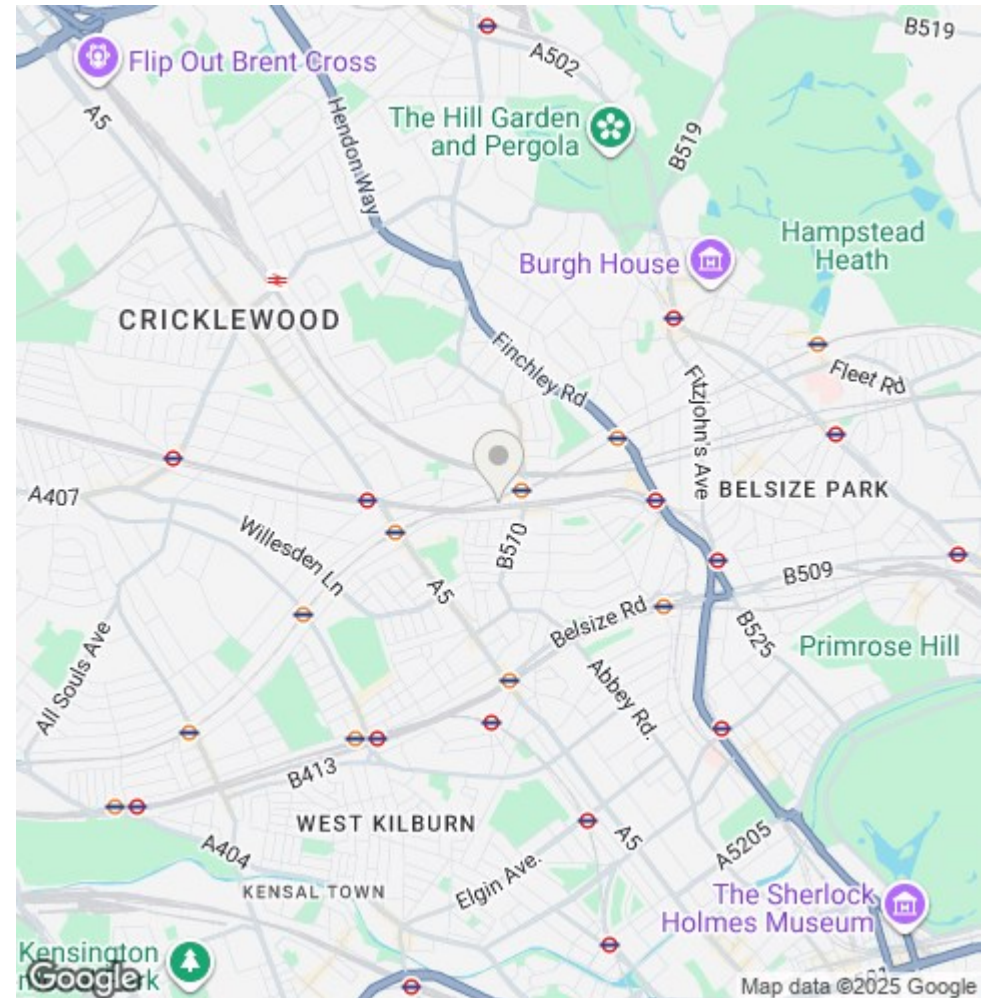 B519
A502
Flip Out Brent Cross
A5
Hendon Way
The Hill Garden
and Pergola
B519
Hampstead
Heath
Burgh House
CRICKLEWOOD
Finchley Rd
Fitzjohn's Ave
Fleet Rd
A407
BELSIZE PARK
Willesden Ln
B510
A5
B509
Belsize Rd
B525
Primrose Hill
All Souls Ave
Abbey Rd.
B413
WEST KILBURN
A5
A5205
A404
Elgin Ave.
KENSAL TOWN
The Sherlock
Holmes Museum
Kensington
Google
Map data ©2025 Google